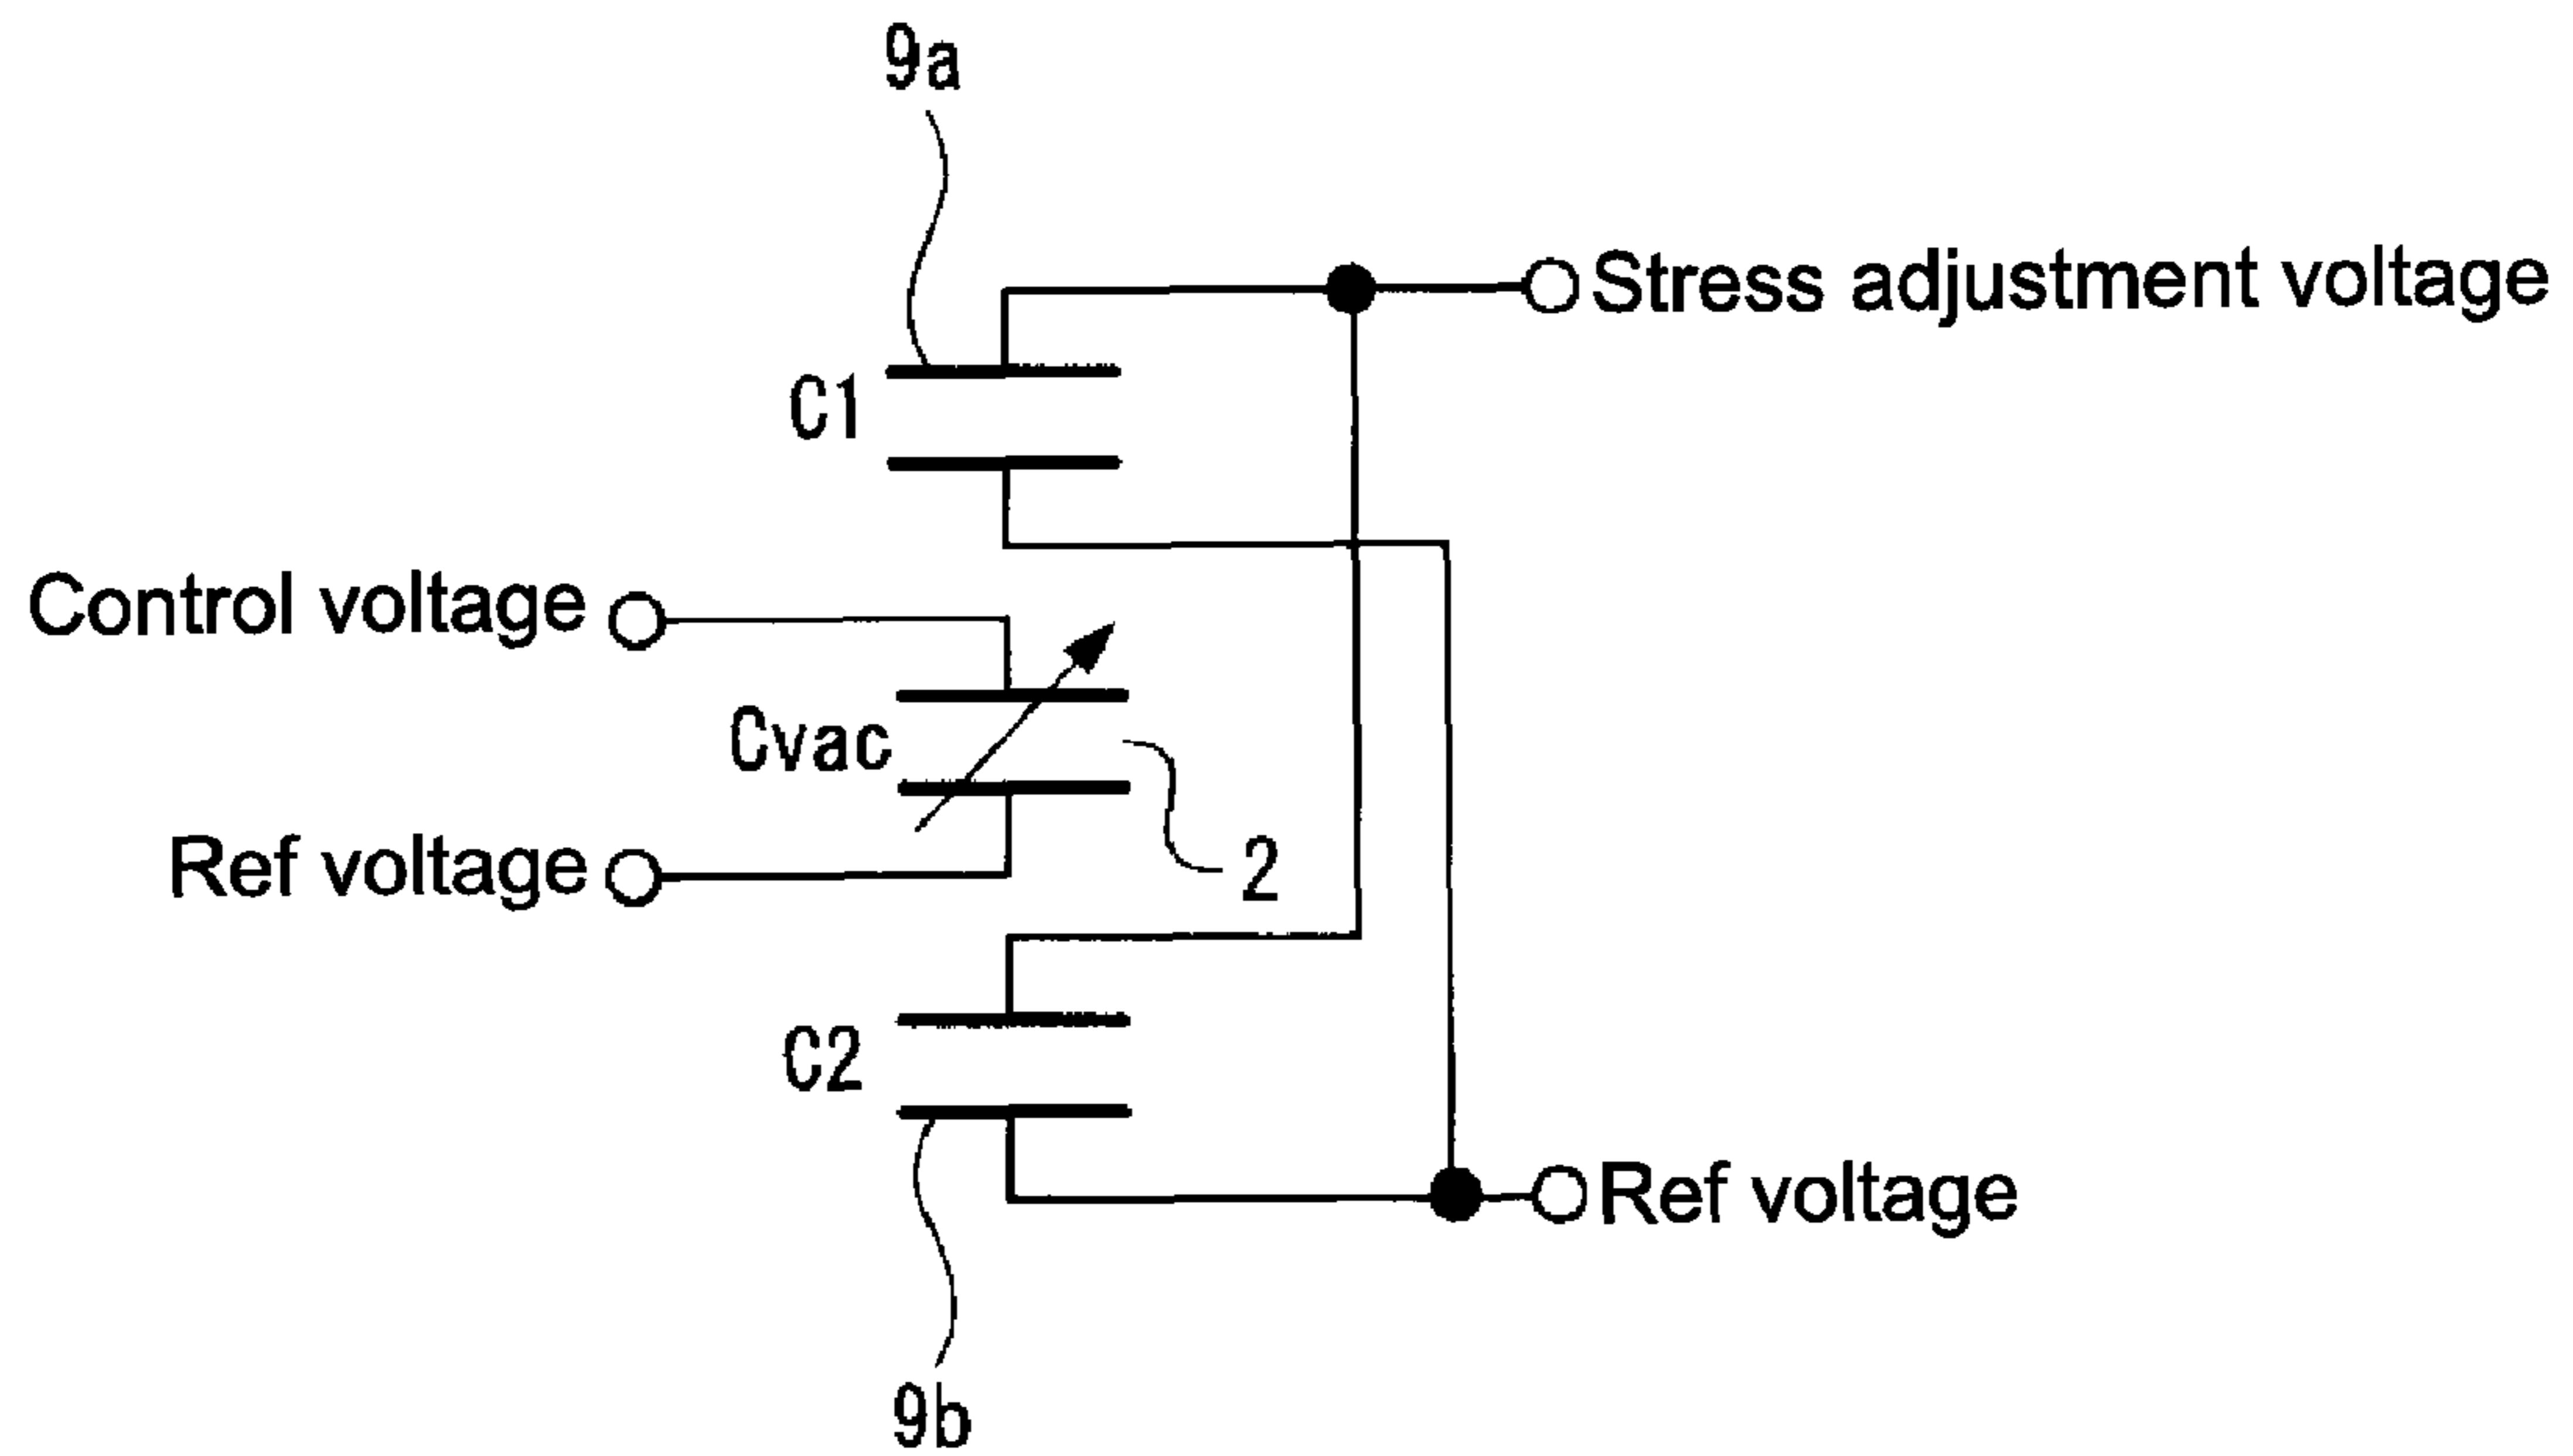 9a
Stress adjustment voltage
C1
Control voltage
Cvac
Ref voltage
2
C2
Ref voltage
9b